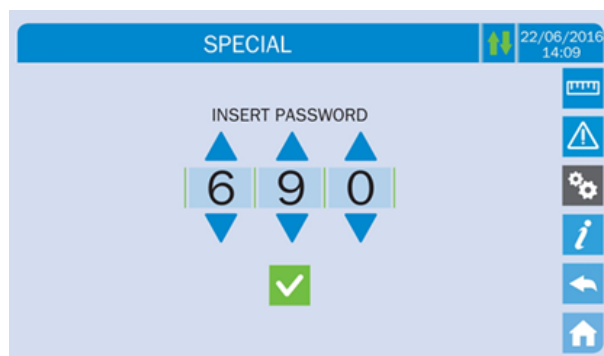 SPECIAL
22/06/2016
14:09
INSERT PASSWORD
6 9 0
i